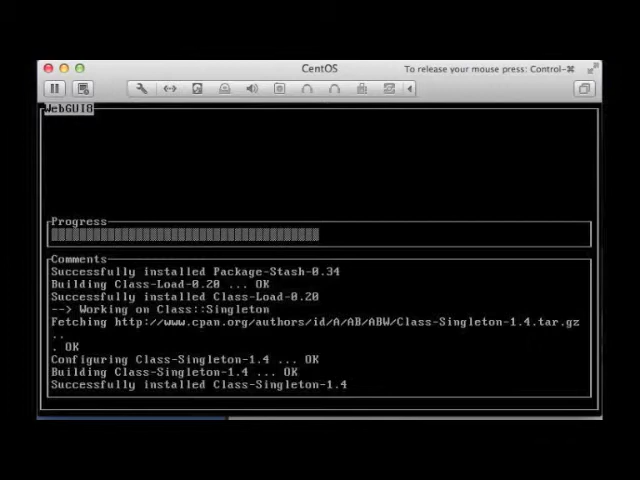 CentOS
To release your mouse press: Control-⌘
WebGUI8
Progress
Comments
Successfully installed Package-Stash-0.34
Building Class-Load-0.20 ... OK
Successfully installed Class-Load-0.20
--> Working on Class::Singleton
Fetching http://www.cpan.org/authors/id/A/AB/ABW/Class-Singleton-1.4.tar.gz
..
. OK
Configuring Class-Singleton-1.4 ... OK
Building Class-Singleton-1.4 ... OK
Successfully installed Class-Singleton-1.4